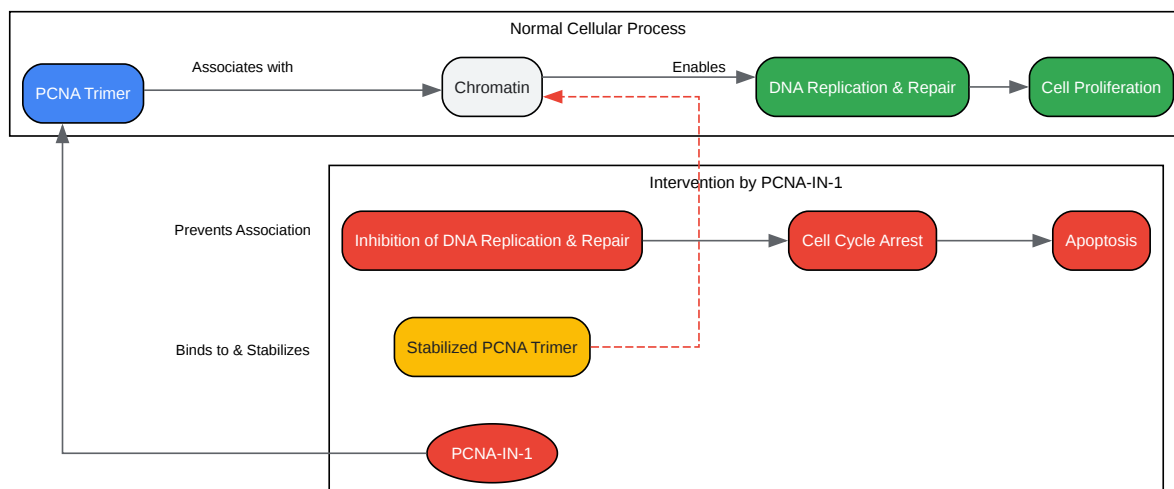 Normal Cellular Process
PCNA Trimer
Associates with
Chromatin
Enables
DNA Replication & Repair
Cell Proliferation
Intervention by PCNA-IN-1
Prevents Association
Inhibition of DNA Replication & Repair
Cell Cycle Arrest
Apoptosis
Binds to & Stabilizes
Stabilized PCNA Trimer
PCNA-IN-1